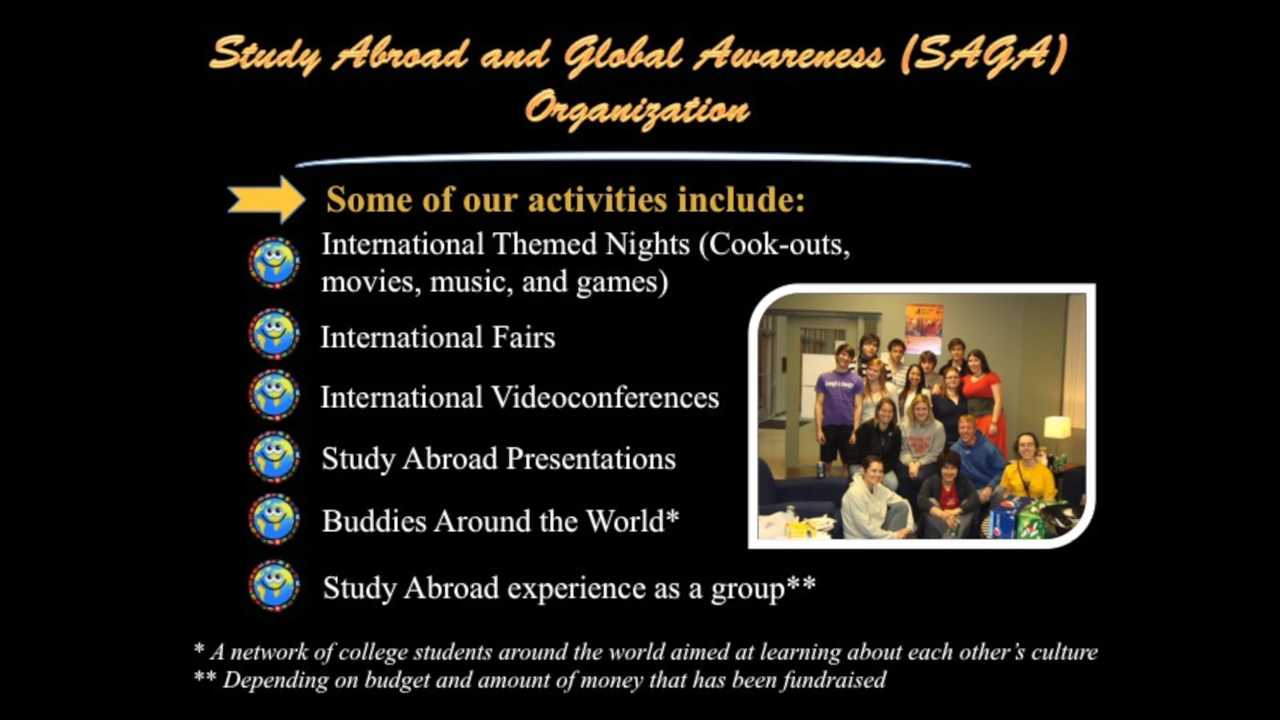 Study Abroad and Global Awareness (SAGA)
Organization
Some of our activities include:
International Themed Nights (Cook-outs,
movies, music, and games)
International Fairs
International Videoconferences
Study Abroad Presentations
Buddies Around the World*
Study Abroad experience as a group**
* A network of college students around the world aimed at learning about each other’s culture
** Depending on budget and amount of money that has been fundraised